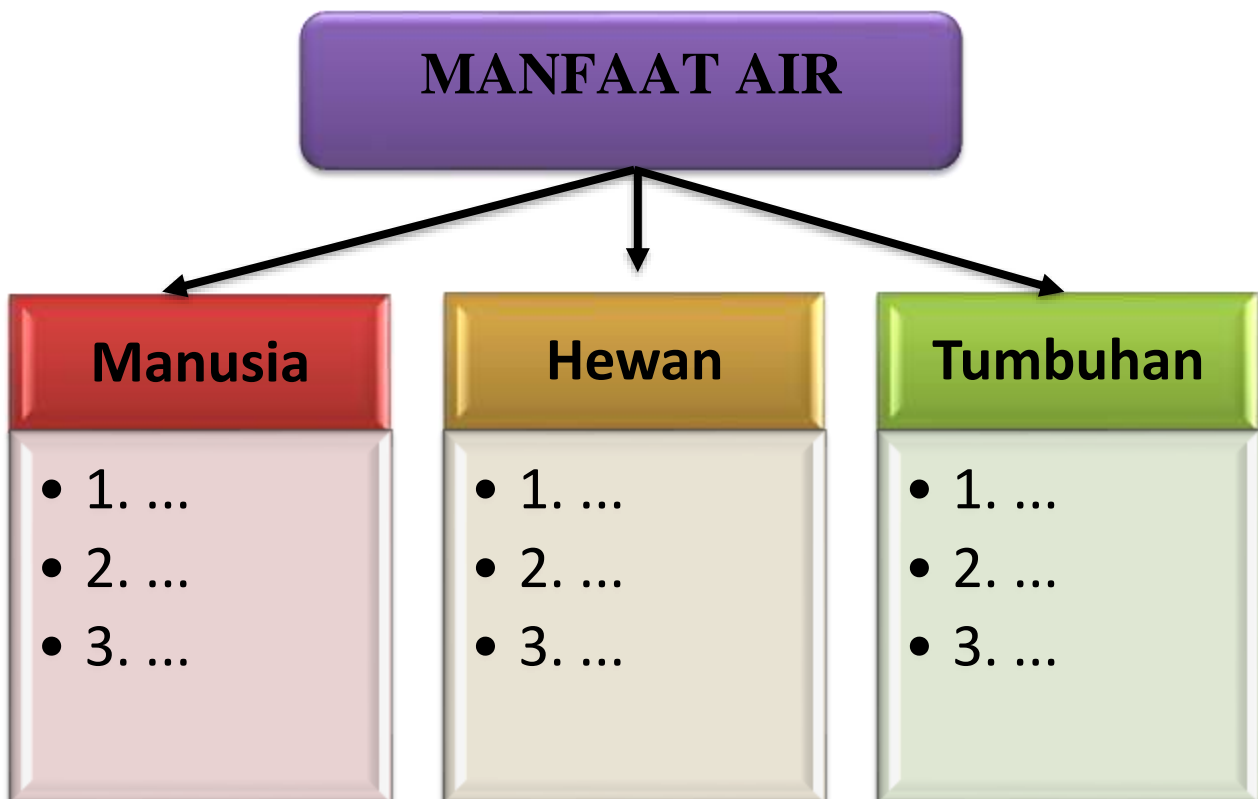 MANFAAT AIR
Manusia
• 1. ...
• 2. ...
• 3. ...
Hewan
• 1. ...
• 2. ...
• 3. ...
Tumbuhan
• 1. ...
• 2. ...
• 3. ...